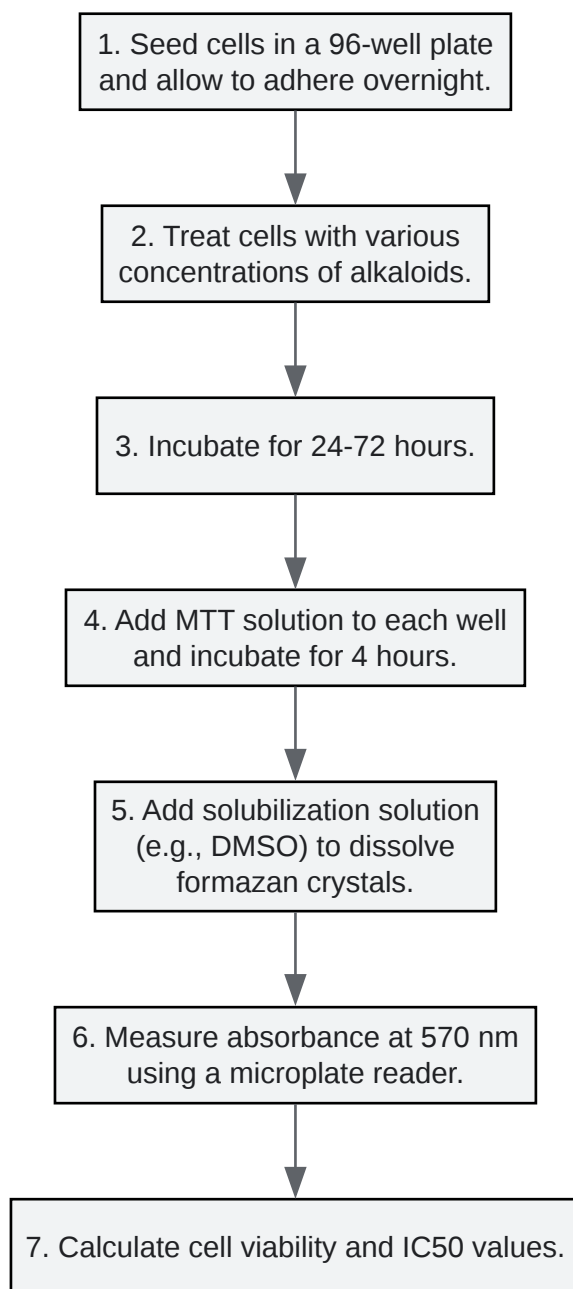 1. Seed cells in a 96-well plate
and allow to adhere overnight.
2. Treat cells with various
concentrations of alkaloids.
3. Incubate for 24-72 hours.
4. Add MTT solution to each well
and incubate for 4 hours.
5. Add solubilization solution
(e.g., DMSO) to dissolve
formazan crystals.
6. Measure absorbance at 570 nm
using a microplate reader.
7. Calculate cell viability and IC50 values.